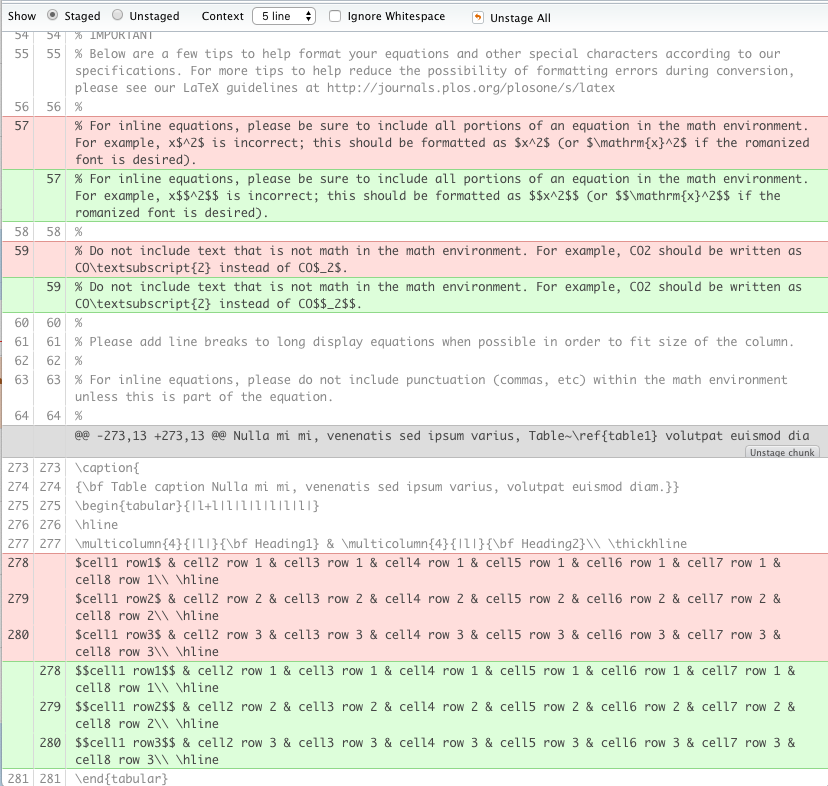 Show Staged Unstaged Context 5 line Ignore Whitespace Unstage All
54 54 % IMPORTANT
55 55 % Below are a few tips to help format your equations and other special characters according to our
specifications. For more tips to help reduce the possibility of formatting errors during conversion,
please see our LaTeX guidelines at http://journals.plos.org/plosone/s/latex
56 56 %
57 % For inline equations, please be sure to include all portions of an equation in the math environment.
For example, x$^2$ is incorrect; this should be formatted as $x^2$ (or $\mathrm{x}^2$ if the romanized
font is desired).
57 % For inline equations, please be sure to include all portions of an equation in the math environment.
For example, x$$^2$$ is incorrect; this should be formatted as $$x^2$$ (or $$\mathrm{x}^2$$ if the
romanized font is desired).
58 58 %
59 % Do not include text that is not math in the math environment. For example, CO2 should be written as
CO\textsubscript{2} instead of CO$_2$.
59 % Do not include text that is not math in the math environment. For example, CO2 should be written as
CO\textsubscript{2} instead of CO$$_2$$.
60 60 %
61 61 % Please add line breaks to long display equations when possible in order to fit size of the column.
62 62 %
63 63 % For inline equations, please do not include punctuation (commas, etc) within the math environment
unless this is part of the equation.
64 64 %
@@ -273,13 +273,13 @@ Nulla mi mi, venenatis sed ipsum varius, Table~\ref{table1} volutpat euismod dia
Unstage chunk
273 273 \caption{
274 274 {\bf Table caption Nulla mi mi, venenatis sed ipsum varius, volutpat euismod diam.}}
275 275 \begin{tabular}{|l+l|l|l|l|l|l|l|}
276 276 \hline
277 277 \multicolumn{4}{|l|}{\bf Heading1} & \multicolumn{4}{|l|}{\bf Heading2}\\ \thickhline
278 $cell1 row1$ & cell2 row 1 & cell3 row 1 & cell4 row 1 & cell5 row 1 & cell6 row 1 & cell7 row 1 &
cell8 row 1\\ \hline
279 $cell1 row2$ & cell2 row 2 & cell3 row 2 & cell4 row 2 & cell5 row 2 & cell6 row 2 & cell7 row 2 &
cell8 row 2\\ \hline
280 $cell1 row3$ & cell2 row 3 & cell3 row 3 & cell4 row 3 & cell5 row 3 & cell6 row 3 & cell7 row 3 &
cell8 row 3\\ \hline
278 $$cell1 row1$$ & cell2 row 1 & cell3 row 1 & cell4 row 1 & cell5 row 1 & cell6 row 1 & cell7 row 1 &
cell8 row 1\\ \hline
279 $$cell1 row2$$ & cell2 row 2 & cell3 row 2 & cell4 row 2 & cell5 row 2 & cell6 row 2 & cell7 row 2 &
cell8 row 2\\ \hline
280 $$cell1 row3$$ & cell2 row 3 & cell3 row 3 & cell4 row 3 & cell5 row 3 & cell6 row 3 & cell7 row 3 &
cell8 row 3\\ \hline
281 281 \end{tabular}